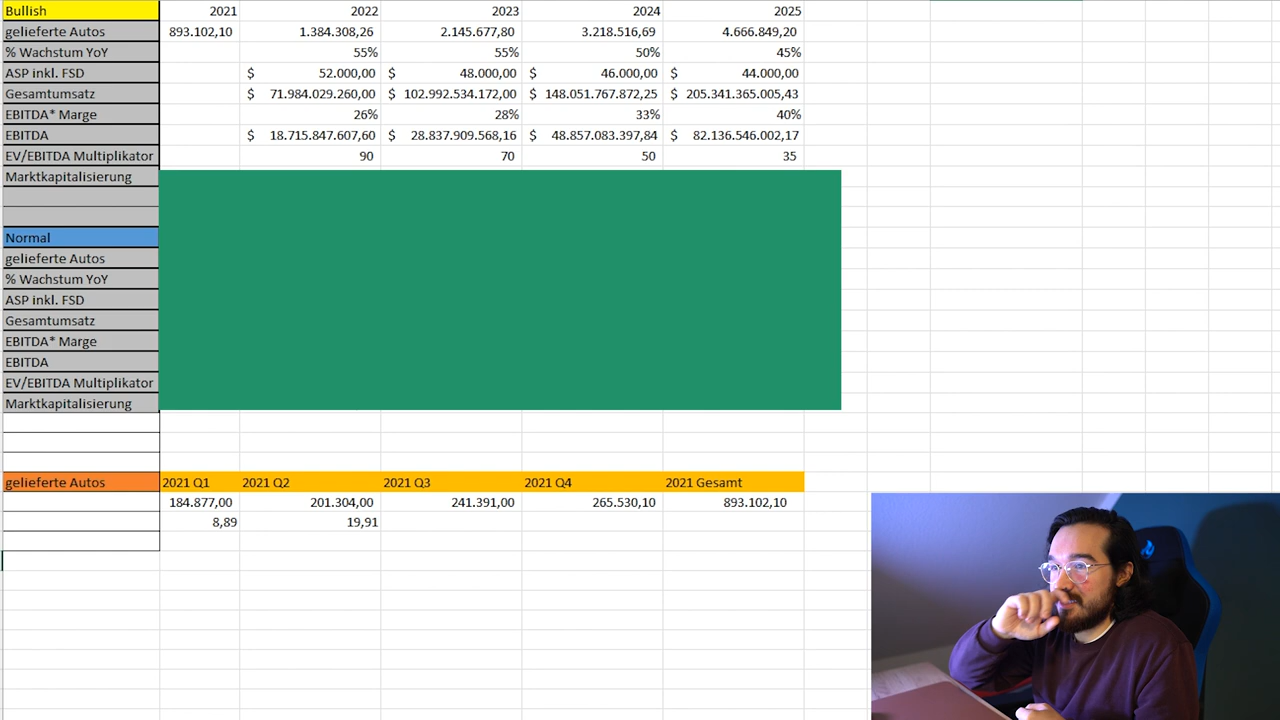 Bullish 2021 2022 2023 2024 2025
gelieferte Autos 893.102,10 1.384.308,26 2.145.677,80 3.218.516,69 4.666.849,20
% Wachstum YoY 55% 55% 50% 45%
ASP inkl. FSD $ 52.000,00 $ 48.000,00 $ 46.000,00 $ 44.000,00
Gesamtumsatz $ 71.984.029.260,00 $ 102.992.534.172,00 $ 148.051.767.872,25 $ 205.341.365.005,43
EBITDA* Marge 26% 28% 33% 40%
EBITDA $ 18.715.847.607,60 $ 28.837.909.568,16 $ 48.857.083.397,84 $ 82.136.546.002,17
EV/EBITDA Multiplikator 90 70 50 35
Marktkapitalisierung
Normal
gelieferte Autos
% Wachstum YoY
ASP inkl. FSD
Gesamtumsatz
EBITDA* Marge
EBITDA
EV/EBITDA Multiplikator
Marktkapitalisierung
gelieferte Autos 2021 Q1 2021 Q2 2021 Q3 2021 Q4 2021 Gesamt
184.877,00 201.304,00 241.391,00 265.530,10 893.102,10
8,89 19,91